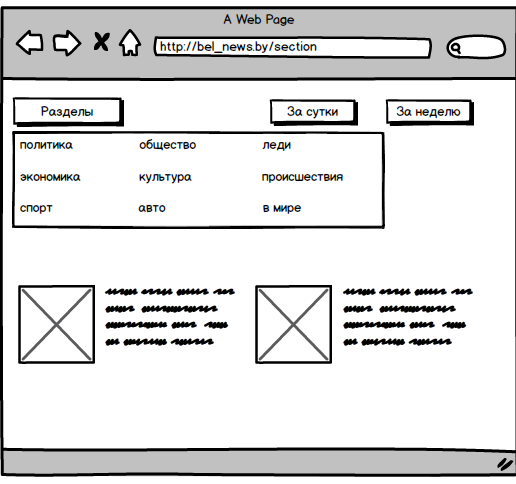 A Web Page
http://bel_news.by/section
Разделы За сутки За неделю
политика общество леди
экономика культура происшествия
спорт авто в мире